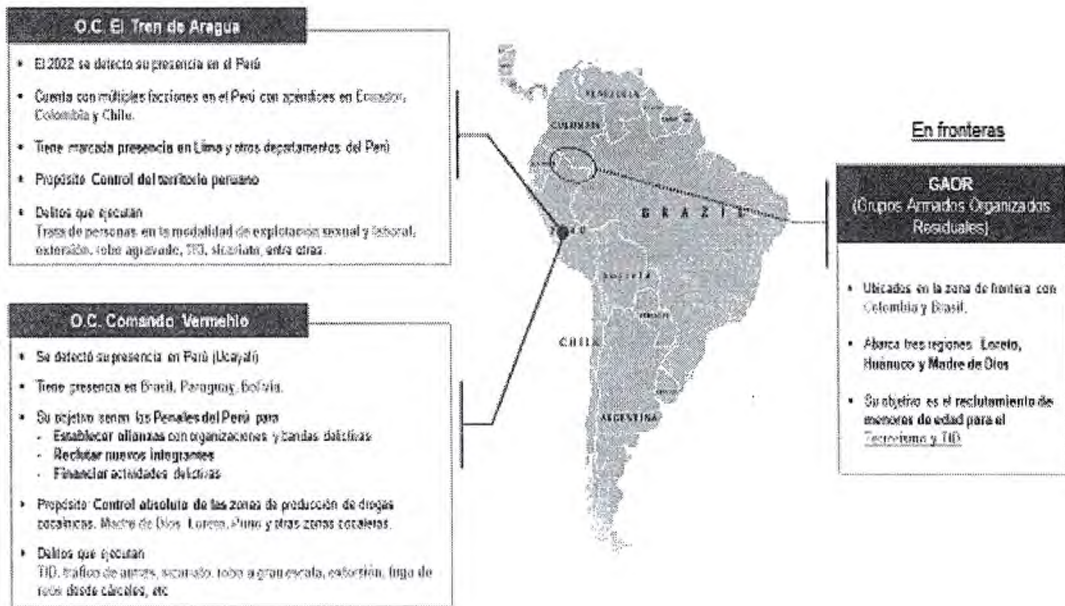 O.C. El Tren de Aragua
• El 2022 se detecto su presencia en el Perú
• Cuenta con múltiples facciones en el Perú con apéndices en Ecuador,
Colombia y Chile.
• Tiene marcada presencia en Lima y otros departamentos del Perú
• Propósito Control del territorio peruano
• Delitos que ejecutan
Trata de personas en la modalidad de explotación sexual y laboral,
extorsión, robo agravado, TID, sicariato, entre otras.
O.C. Comando Vermehlo
• Se detectó su presencia en Perú (Ucayali)
• Tiene presencia en Brasil, Paraguay, Bolivia.
• Su objetivo serían los Penales del Perú para
- Establecer alianzas con organizaciones y bandas delictivas
- Reclutar nuevos integrantes
- Financiar actividades delictivas
• Propósito Control absoluto de las zonas de producción de drogas
cocaínicas, Madre de Dios, Loreto, Puno y otras zonas cocaleras.
• Delitos que ejecutan
TID, tráfico de armas, sicariato, robo a gran escala, extorsión, fuga de
reos desde cárceles, etc
VENEZUELA
COLOMBIA
BRAZIL
Bolivia
CHILE
ARGENTINA
En fronteras
GAOR
(Grupos Armados Organizados
Residuales)
• Ubicados en la zona de frontera con
Colombia y Brasil.
• Abarca tres regiones Loreto,
Huánuco y Madre de Dios
• Su objetivo es el reclutamiento de
menores de edad para el
Terrorismo y TID